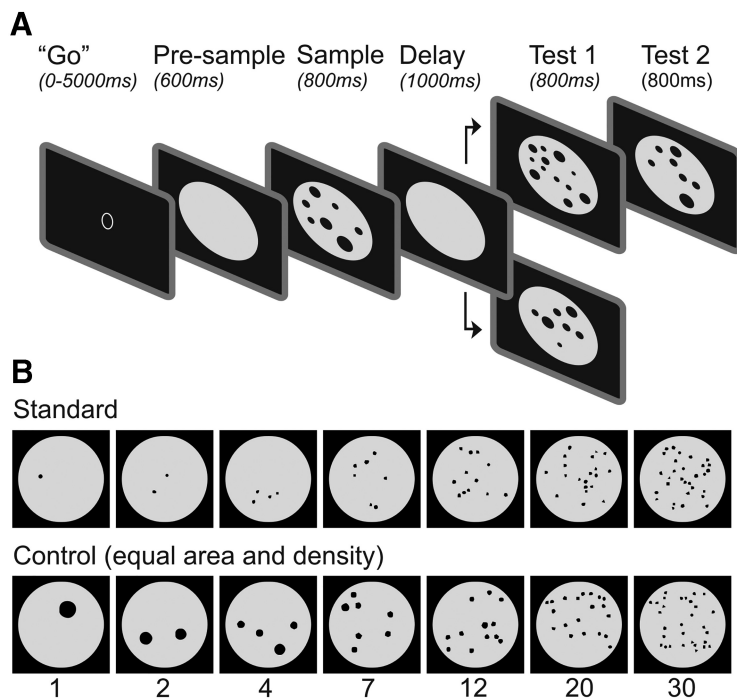 A
“Go” Pre-sample Sample Delay Test 1 Test 2
(0-5000ms) (600ms) (800ms) (1000ms) (800ms) (800ms)
B
Standard
Control (equal area and density)
1 2 4 7 12 20 30